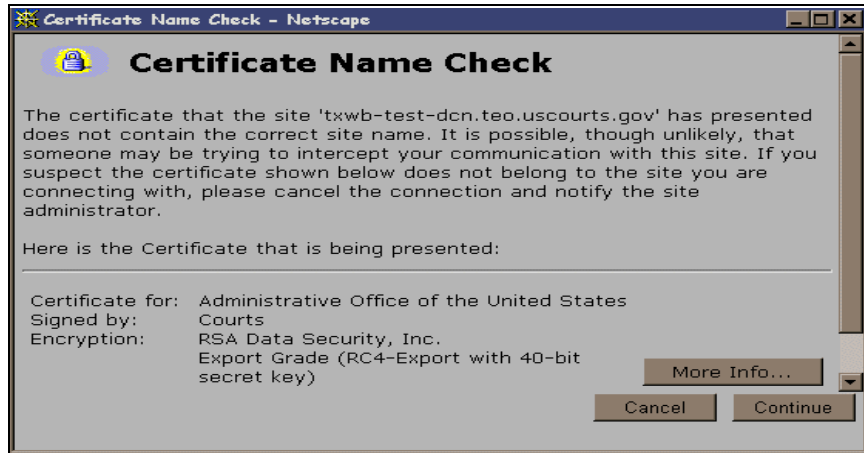 Certificate Name Check - Netscape
Certificate Name Check
The certificate that the site 'txwb-test-dcn.teo.uscourts.gov' has presented
does not contain the correct site name. It is possible, though unlikely, that
someone may be trying to intercept your communication with this site. If you
suspect the certificate shown below does not belong to the site you are
connecting with, please cancel the connection and notify the site
administrator.
Here is the Certificate that is being presented:
Certificate for: Administrative Office of the United States
Signed by: Courts
Encryption: RSA Data Security, Inc.
Export Grade (RC4-Export with 40-bit
secret key)
More Info...
Cancel Continue